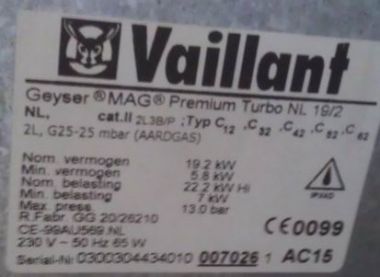 Vaillant
Geyser ®MAG® Premium Turbo NL 19/2
NL, cat.II 2L3B/P ;Typ C12 ,C32 ,C42 ,C52 ,C62
2L, G25-25 mbar (AARDGAS)
Nom. vermogen 19.2 kW
Min. vermogen 5.8 kW
Nom. belasting 22.2 kW Hi
Min. belasting 7 kW
Max. press 13.0 bar
R.Fabr. GG 20/26210
CE-99AU569.NL
230 V ~ 50 Hz 65 W
CE0099
Serial-Nr 0300304434010 007026 1 AC15